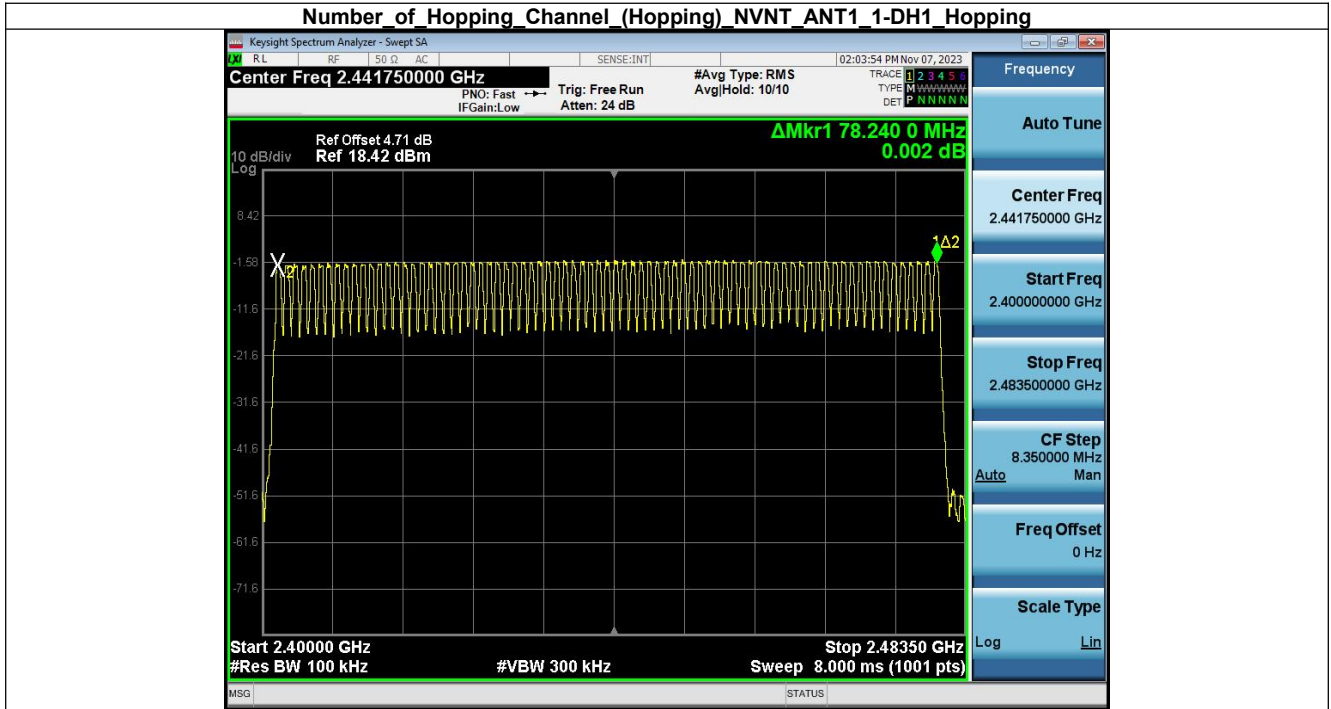 Number_of_Hopping_Channel_(Hopping)_NVNT_ANT1_1-DH1_Hopping
Keysight Spectrum Analyzer - Swept SA
LXI RL RF 50 Ω AC SENSE:INT 02:03:54 PM Nov 07, 2023
Center Freq 2.441750000 GHz
PNO: Fast
IFGain:Low
Trig: Free Run
Atten: 24 dB
#Avg Type: RMS
Avg|Hold: 10/10
TRACE 1 2 3 4 5 6
TYPE M WWWWW
DET P N N N N N
ΔMkr1 78.240 0 MHz
0.002 dB
Ref Offset 4.71 dB
10 dB/div Ref 18.42 dBm
Log
8.42
-1.58
-11.6
-21.6
-31.6
-41.6
-51.6
-61.6
-71.6
X2
1Δ2
Start 2.40000 GHz
Stop 2.48350 GHz
#Res BW 100 kHz
#VBW 300 kHz
Sweep 8.000 ms (1001 pts)
MSG
STATUS
Frequency
Auto Tune
Center Freq
2.441750000 GHz
Start Freq
2.400000000 GHz
Stop Freq
2.483500000 GHz
CF Step
8.350000 MHz
Auto Man
Freq Offset
0 Hz
Scale Type
Log Lin